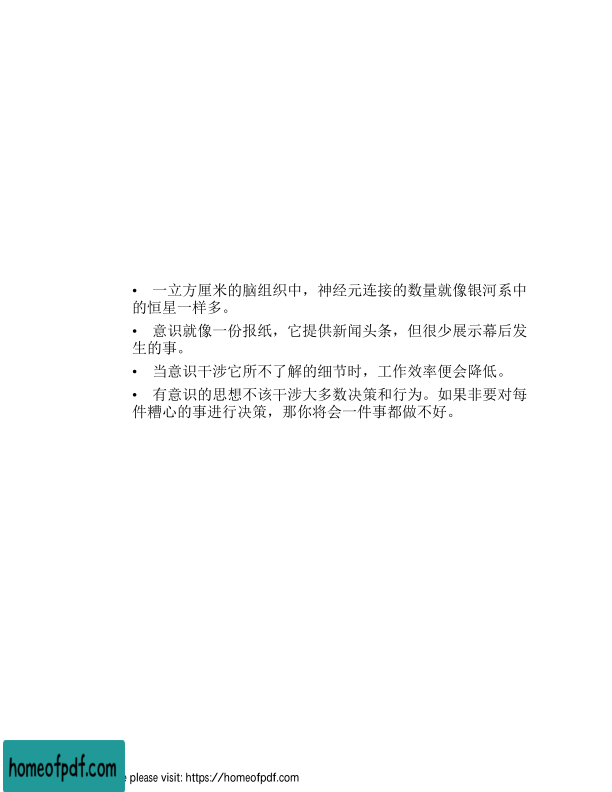 • 一立方厘米的脑组织中，神经元连接的数量就像银河系中
的恒星一样多。
• 意识就像一份报纸，它提供新闻头条，但很少展示幕后发
生的事。
• 当意识干涉它所不了解的细节时，工作效率便会降低。
• 有意识的思想不该干涉大多数决策和行为。如果非要对每
件糟心的事进行决策，那你将会一件事都做不好。
homeofpdf.com
please visit: https://homeofpdf.com